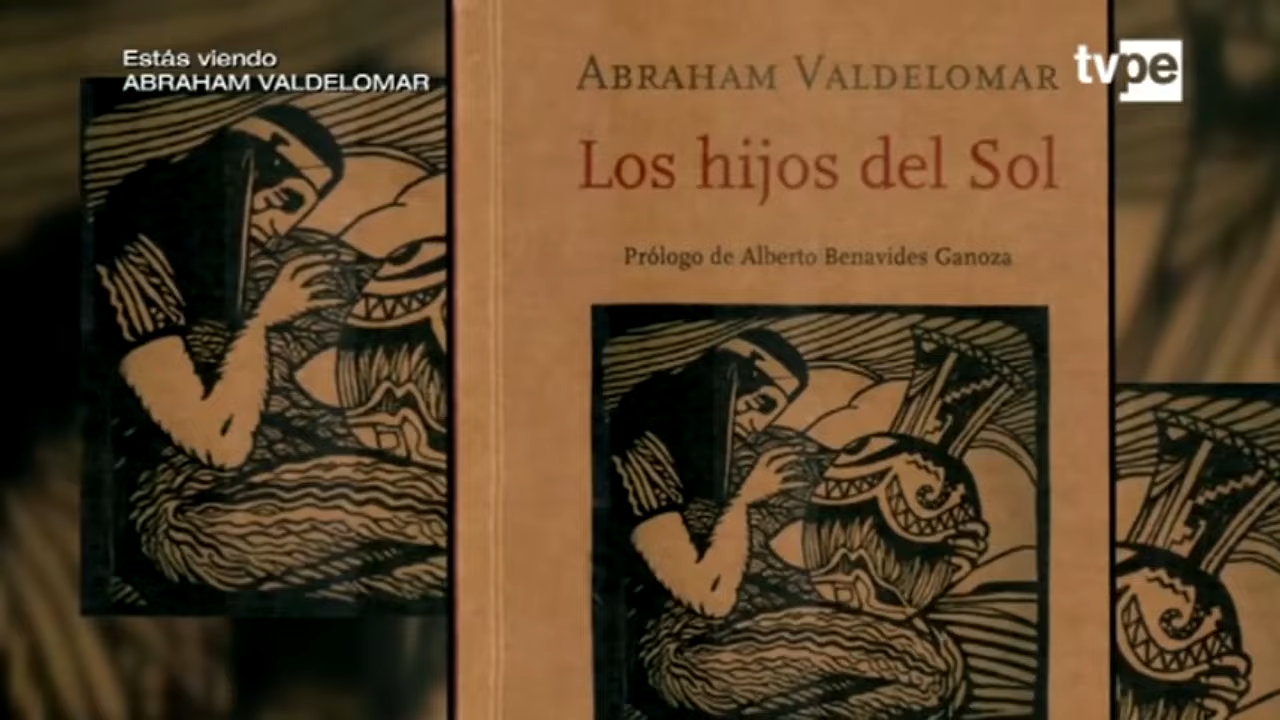 Estás viendo
ABRAHAM VALDELOMAR
tvpe
ABRAHAM VALDELOMAR
Los hijos del Sol
Prólogo de Alberto Benavides Ganoza